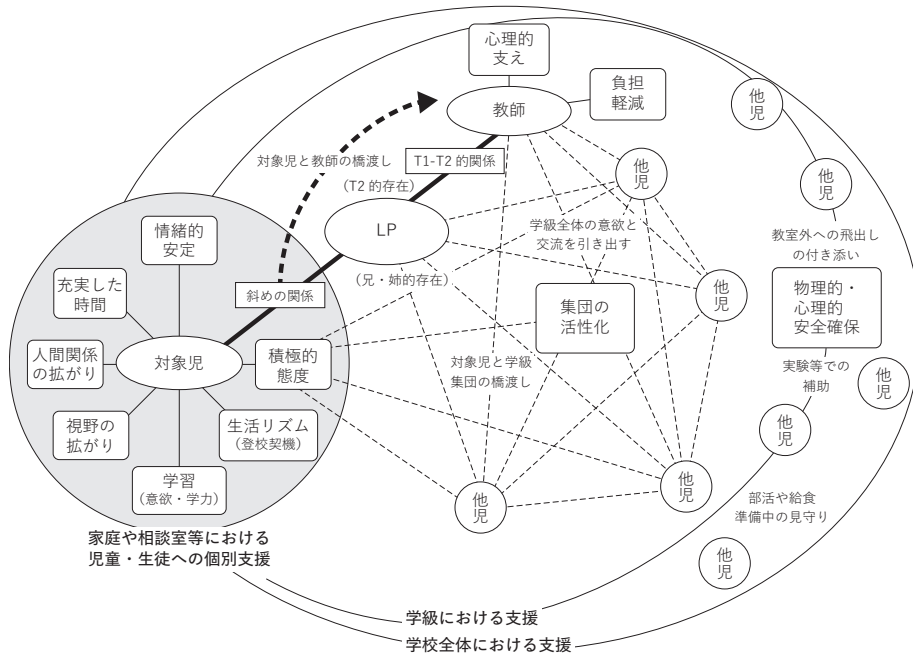 心理的
支え
教師
負担
軽減
他
児
対象児と教師の橋渡し
T1-T2 的関係
（T2 的存在）
他
児
他
児
LP
学級全体の意欲と
交流を引き出す
教室外への飛出し
の付き添い
情緒的
安定
（兄・姉的存在）
充実した
時間
斜めの関係
集団の
活性化
他
児
物理的・
心理的
安全確保
人間関係
の拡がり
対象児
積極的
態度
対象児と学級
集団の橋渡し
実験等での
補助
他
児
視野の
拡がり
生活リズム
（登校契機）
他
児
学習
（意欲・学力）
他
児
他
児
部活や給食
準備中の見守り
家庭や相談室等における
児童・生徒への個別支援
他
児
学級における支援
学校全体における支援